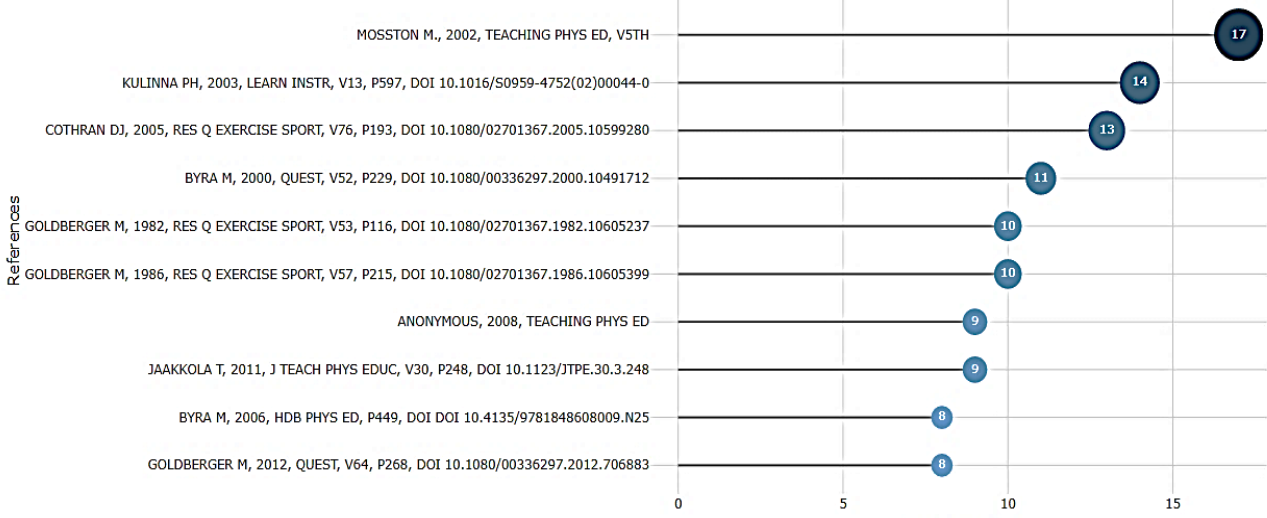 References
MOSSTON M., 2002, TEACHING PHYS ED, V5TH
17
KULINNA PH, 2003, LEARN INSTR, V13, P597, DOI 10.1016/S0959-4752(02)00044-0
14
COTHRAN DJ, 2005, RES Q EXERCISE SPORT, V76, P193, DOI 10.1080/02701367.2005.10599280
13
BYRA M, 2000, QUEST, V52, P229, DOI 10.1080/00336297.2000.10491712
11
GOLDBERGER M, 1982, RES Q EXERCISE SPORT, V53, P116, DOI 10.1080/02701367.1982.10605237
10
GOLDBERGER M, 1986, RES Q EXERCISE SPORT, V57, P215, DOI 10.1080/02701367.1986.10605399
10
ANONYMOUS, 2008, TEACHING PHYS ED
9
JAAKKOLA T, 2011, J TEACH PHYS EDUC, V30, P248, DOI 10.1123/JTPE.30.3.248
9
BYRA M, 2006, HDB PHYS ED, P449, DOI DOI 10.4135/9781848608009.N25
8
GOLDBERGER M, 2012, QUEST, V64, P268, DOI 10.1080/00336297.2012.706883
8
0 5 10 15